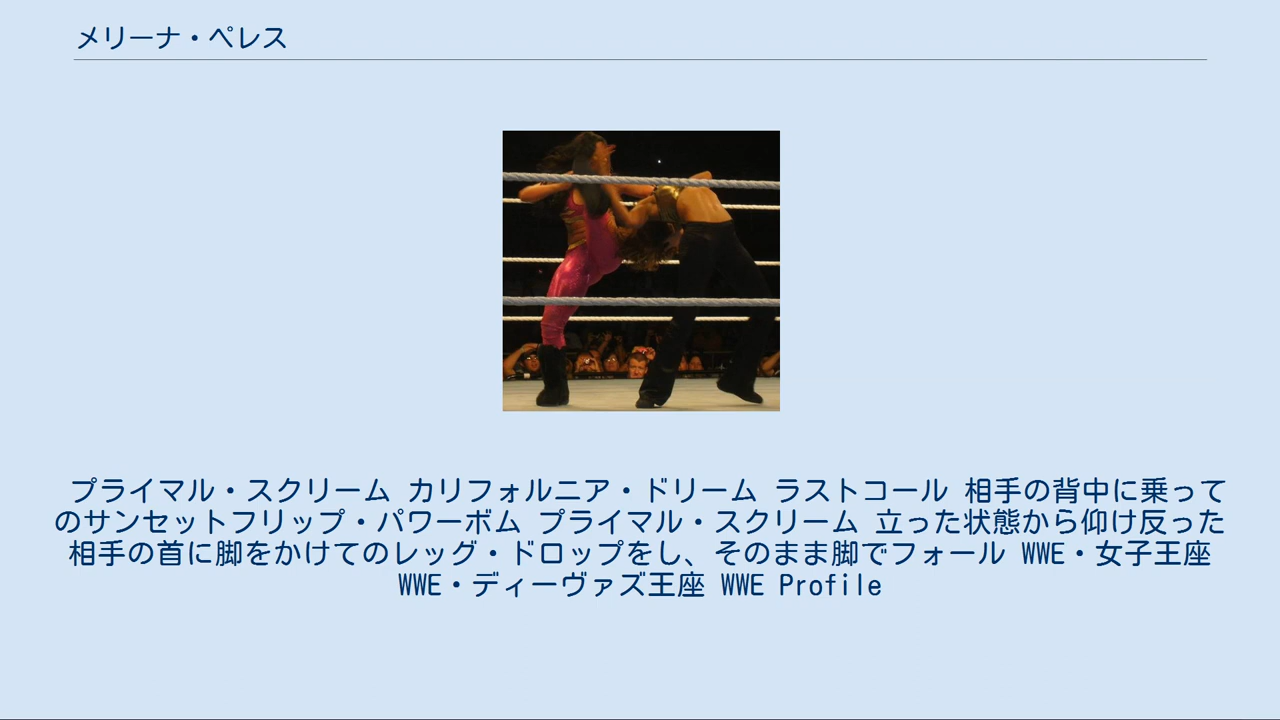 メリーナ・ペレス
プライマル・スクリーム カリフォルニア・ドリーム ラストコール 相手の背中に乗って
のサンセットフリップ・パワーボム プライマル・スクリーム 立った状態から仰け反った
相手の首に脚をかけてのレッグ・ドロップをし、そのまま脚でフォール WWE・女子王座
WWE・ディーヴァズ王座 WWE Profile